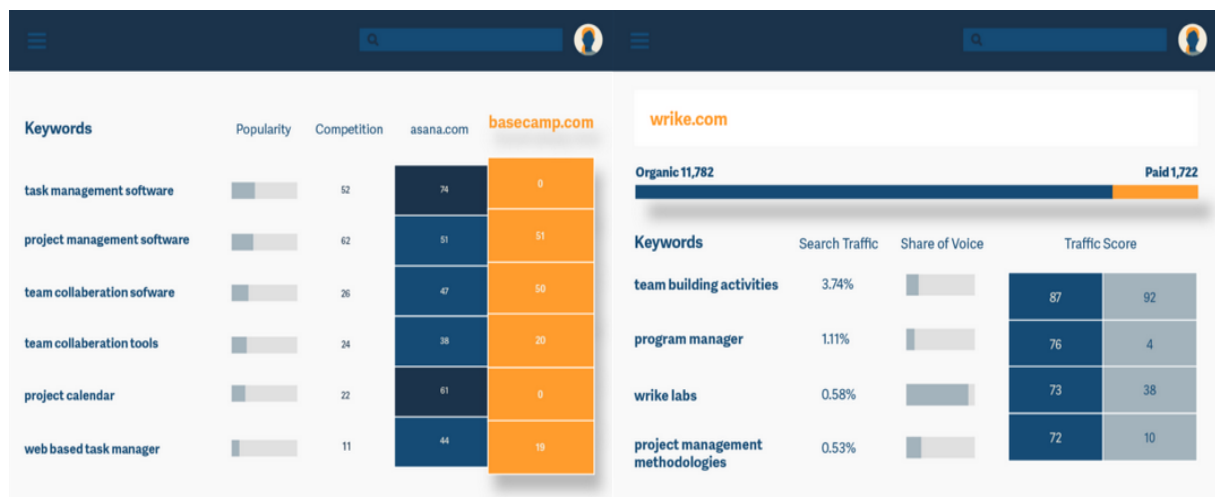 Keywords Popularity Competition asana.com basecamp.com
task management software 52 74 0
project management software 62 51 51
team collaberation sofware 26 47 50
team collaberation tools 24 38 20
project calendar 22 61 0
web based task manager 11 44 19
wrike.com
Organic 11,782 Paid 1,722
Keywords Search Traffic Share of Voice Traffic Score
team building activities 3.74% 87 92
program manager 1.11% 76 4
wrike labs 0.58% 73 38
project management
methodologies 0.53% 72 10